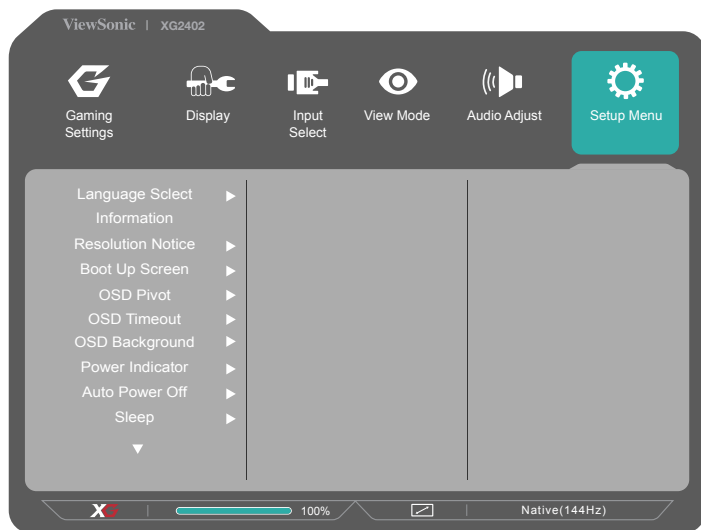 ViewSonic | XG2402
Gaming
Settings
Display
Input
Select
View Mode
Audio Adjust
Setup Menu
Language Sclect
Information
Resolution Notice
Boot Up Screen
OSD Pivot
OSD Timeout
OSD Background
Power Indicator
Auto Power Off
Sleep
XG | 100% | Native(144Hz)